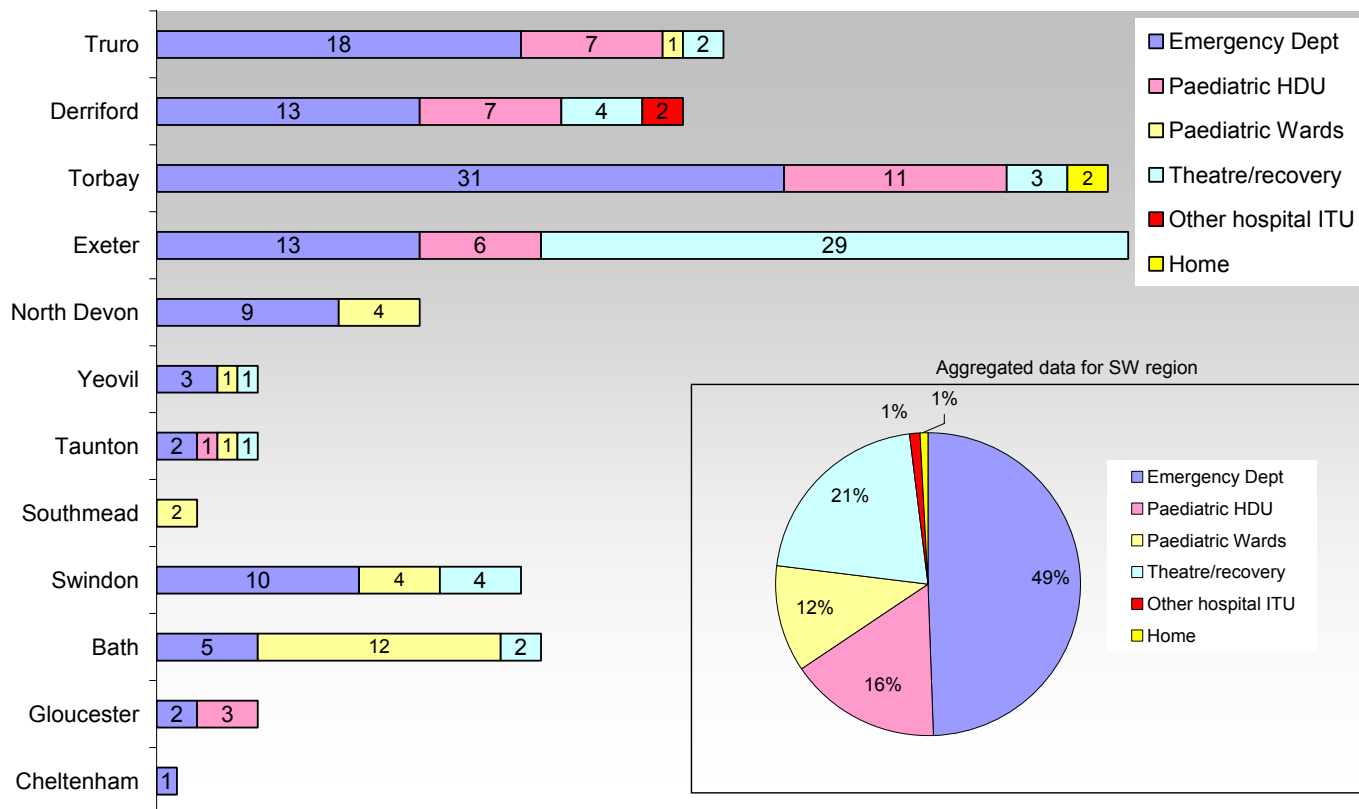 Truro 18 7 1 2
Derriford 13 7 4 2
Torbay 31 11 3 2
Exeter 13 6 29
North Devon 9 4
Yeovil 3 1 1
Taunton 2 1 1 1
Southmead 2
Swindon 10 4 4
Bath 5 12 2
Gloucester 2 3
Cheltenham 1
Emergency Dept
Paediatric HDU
Paediatric Wards
Theatre/recovery
Other hospital ITU
Home
Aggregated data for SW region
1%
1%
21%
49%
12%
16%
Emergency Dept
Paediatric HDU
Paediatric Wards
Theatre/recovery
Other hospital ITU
Home